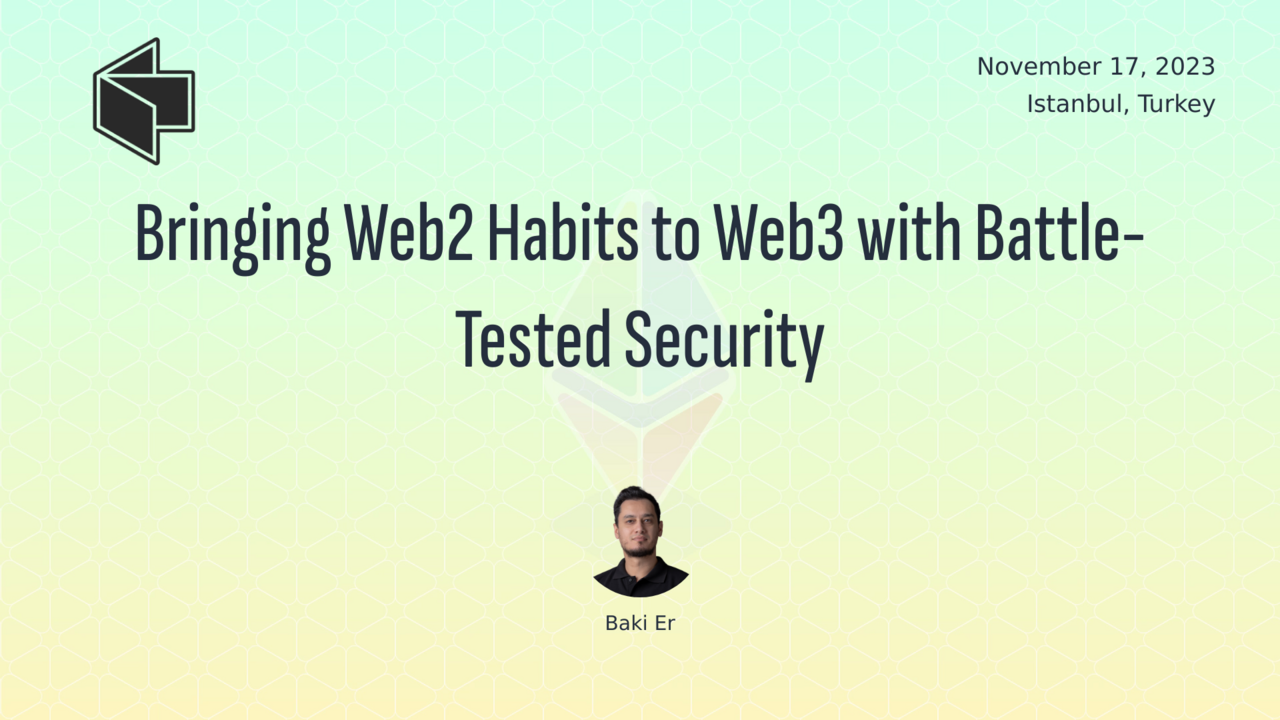 November 17, 2023
Istanbul, Turkey
Bringing Web2 Habits to Web3 with Battle-
Tested Security
Baki Er